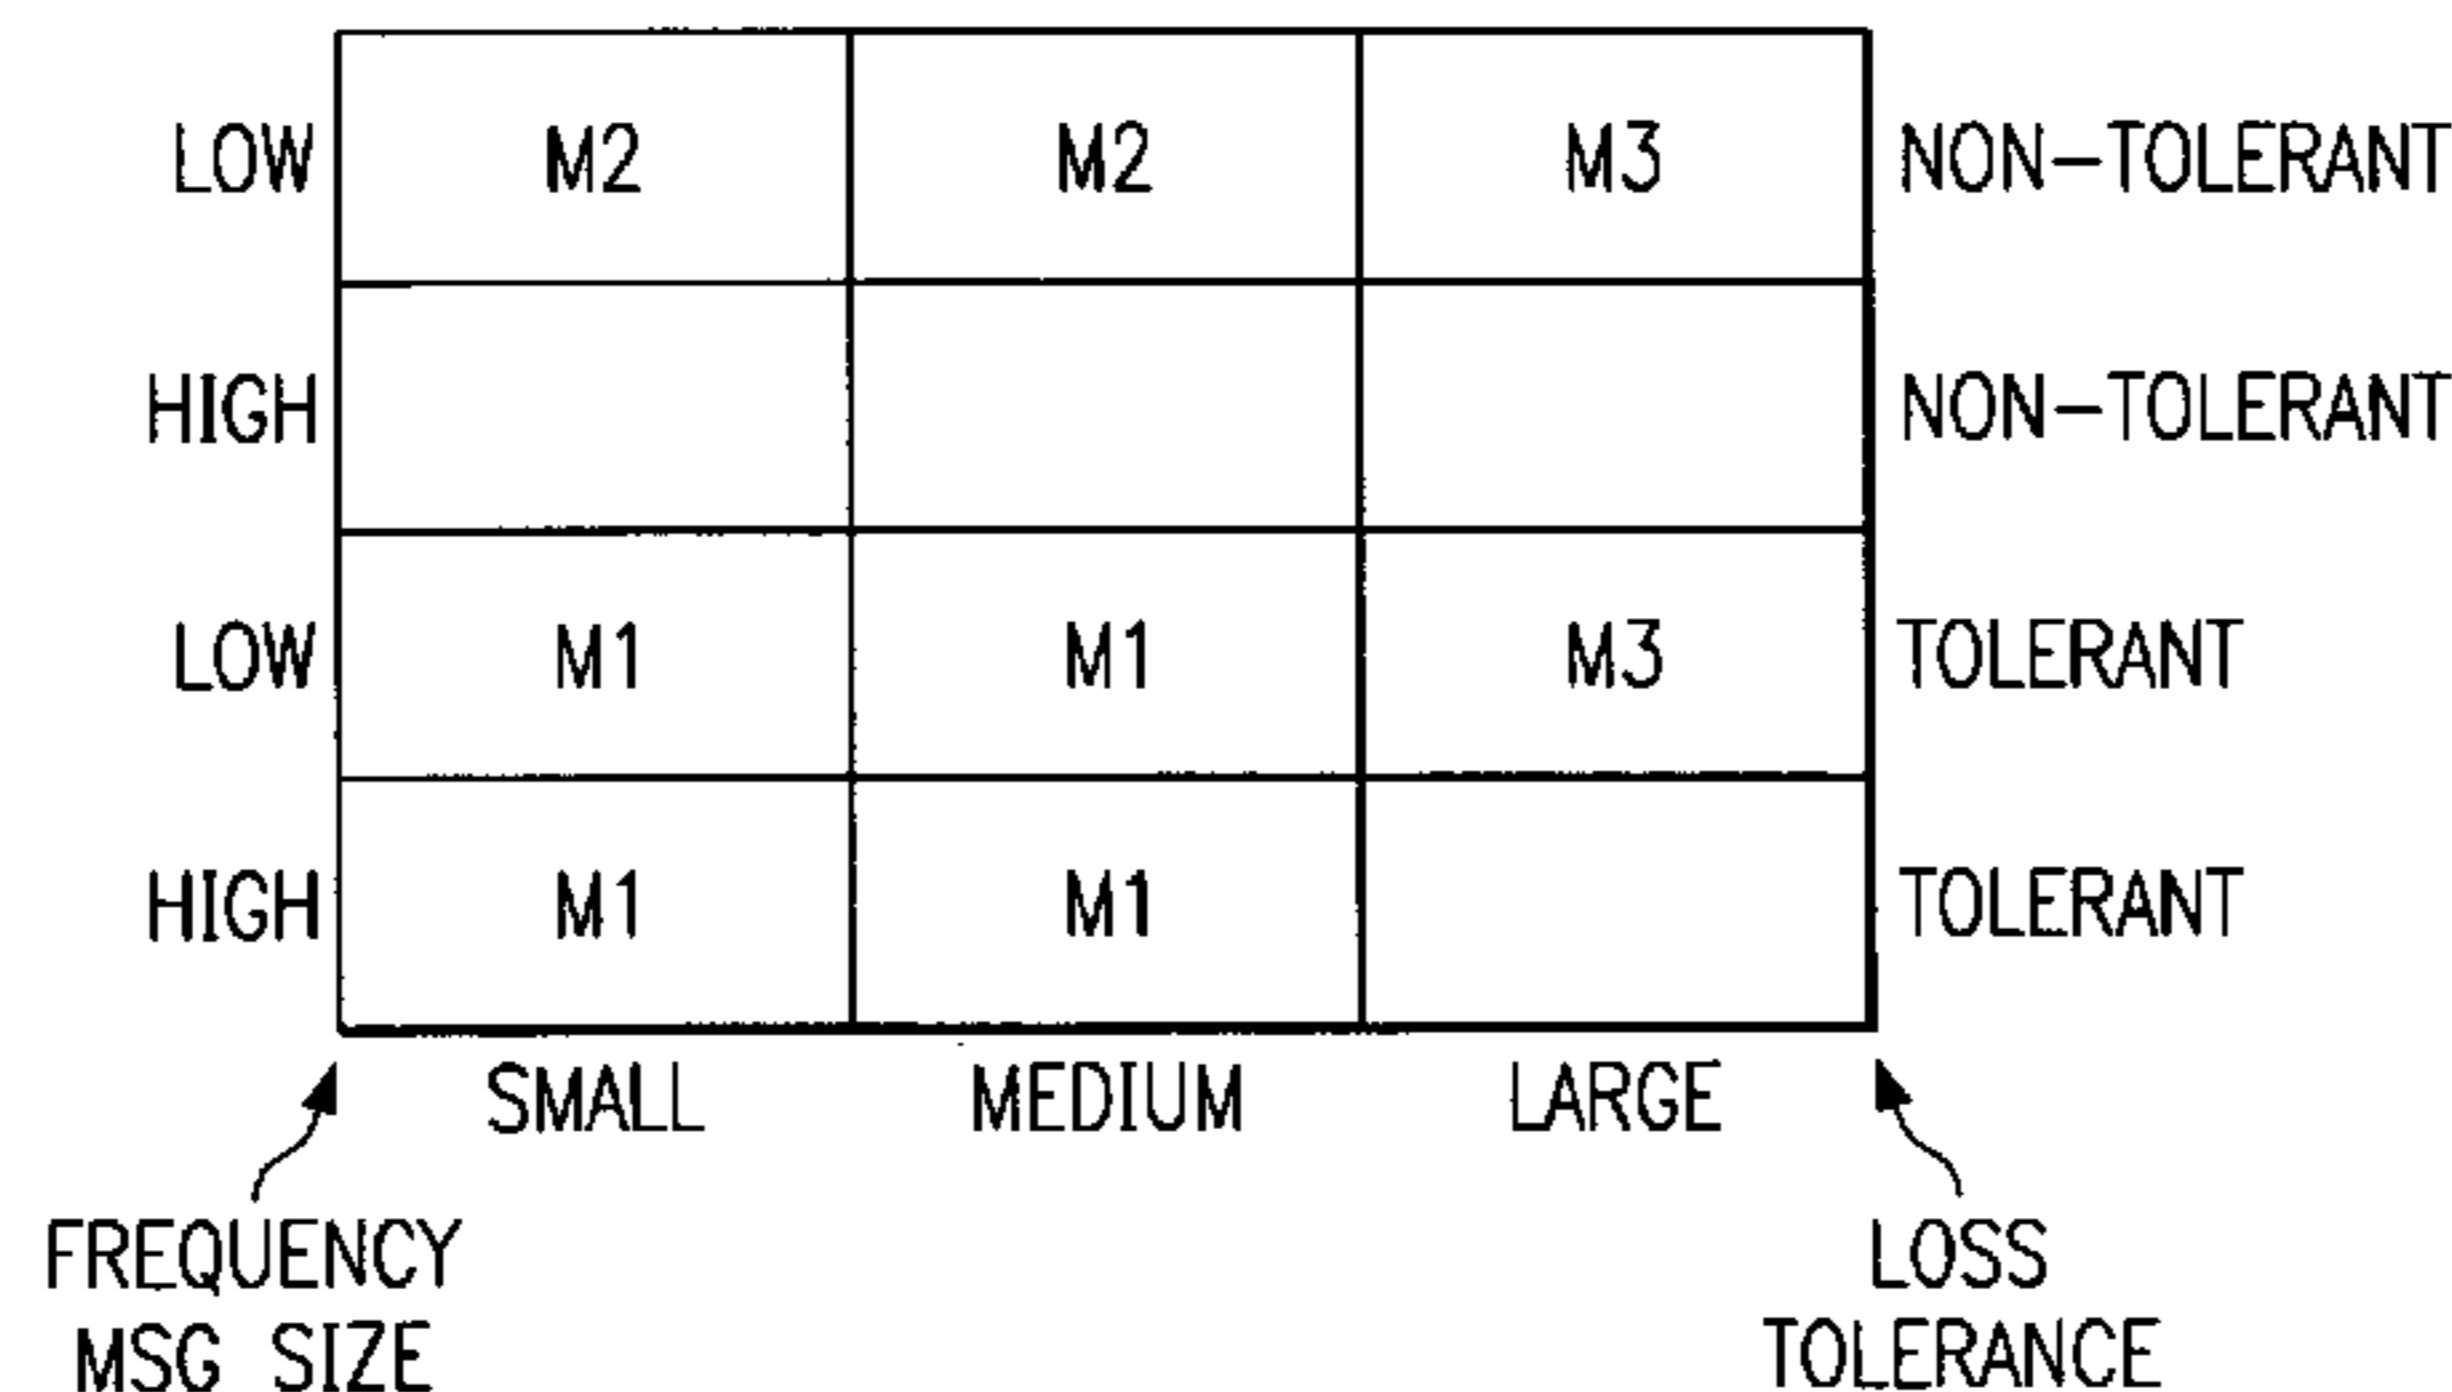 LOW M2 M2 M3 NON-TOLERANT
HIGH NON-TOLERANT
LOW M1 M1 M3 TOLERANT
HIGH M1 M1 TOLERANT
SMALL MEDIUM LARGE
FREQUENCY
MSG SIZE
LOSS
TOLERANCE